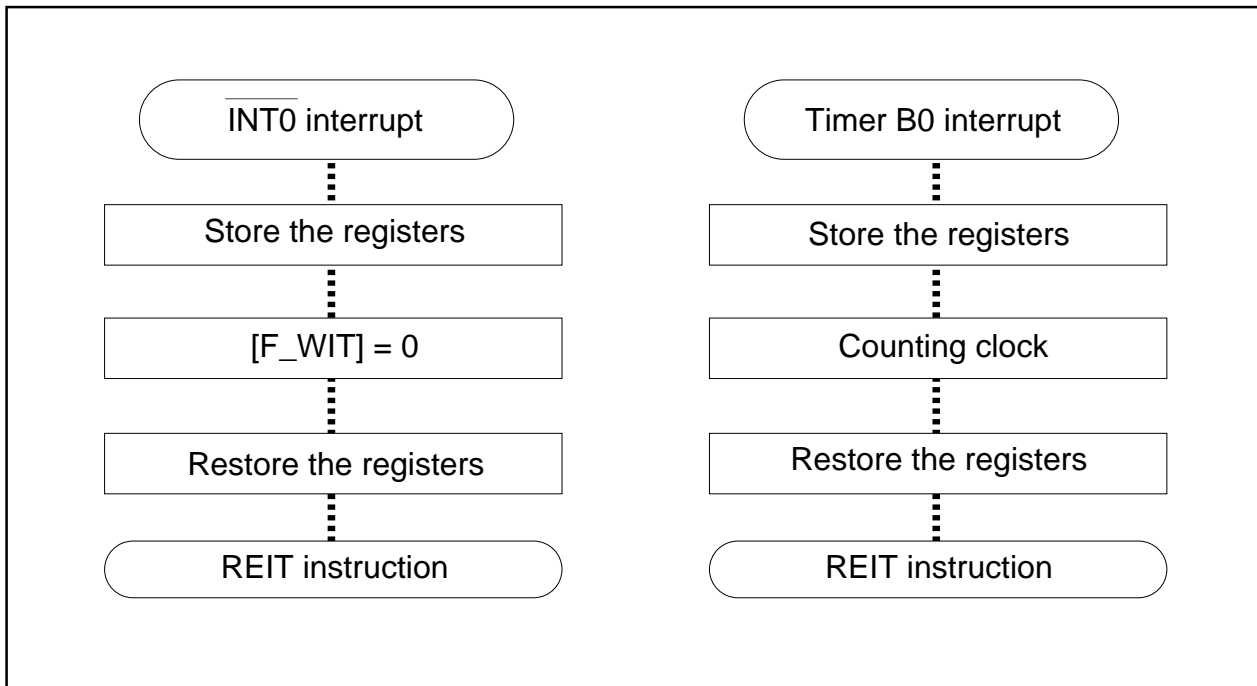 INT0 interrupt
Store the registers
[F_WIT] = 0
Restore the registers
REIT instruction
Timer B0 interrupt
Store the registers
Counting clock
Restore the registers
REIT instruction